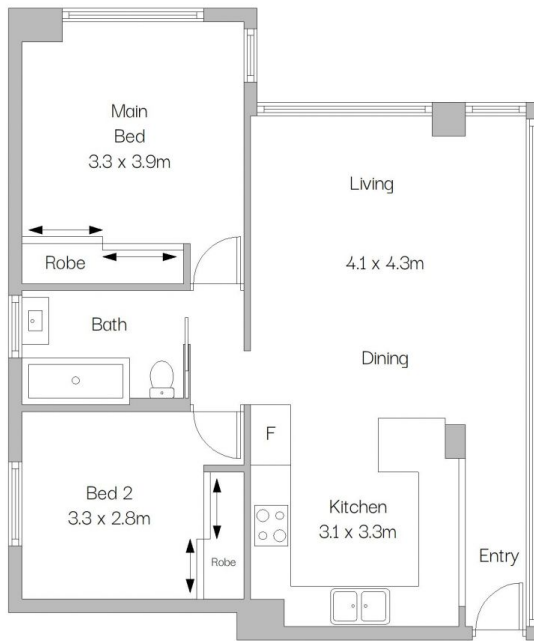 Main
Bed
3.3 x 3.9m
Living
4.1 x 4.3m
Robe
Bath
Dining
F
Bed 2
3.3 x 2.8m
Kitchen
3.1 x 3.3m
Robe
Entry